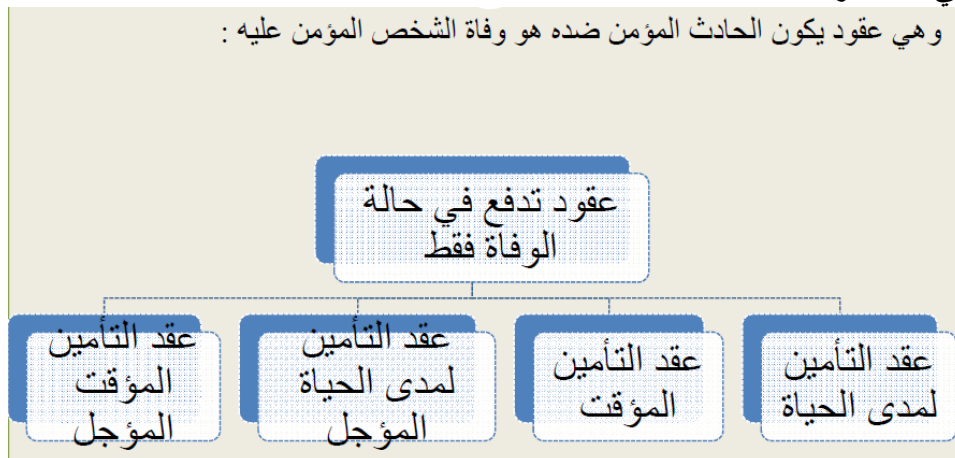 وهي عقود يكون الحادث المؤمن ضده هو وفاة الشخص المؤمن عليه :
عقود تدفع في حالة
الوفاة فقط
عقد التأمين
لمدى الحياة
عقد التأمين
المؤقت
عقد التأمين
لمدى الحياة
المؤجل
عقد التأمين
المؤقت
المؤجل